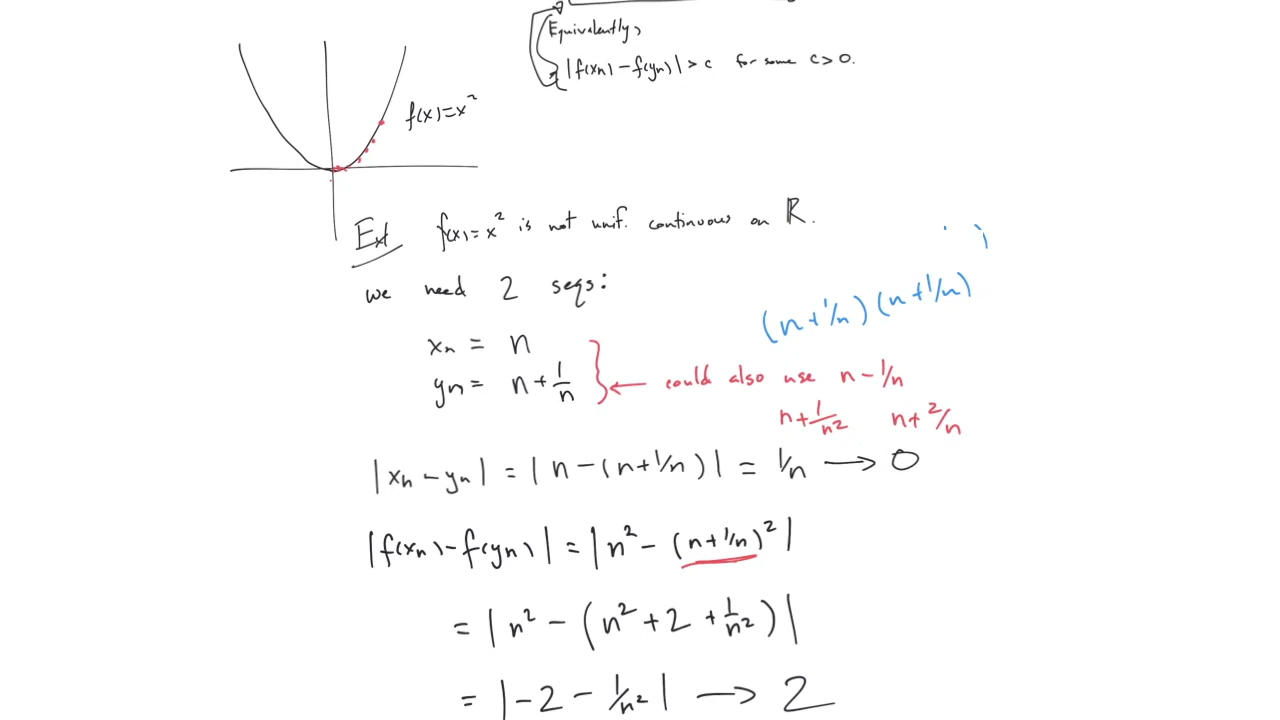 Equivalently,
|f(xn) - f(yn)| > c for some c > 0.
f(x) = x²
Ex/ f(x) = x² is not unif. continuous on ℝ.
we need 2 seqs:
(n + 1/n) (n + 1/n)
xn = n
yn = n + 1/n
← could also use n - 1/n
n + 1/n² n + 2/n
|xn - yn| = |n - (n + 1/n)| = 1/n → 0
|f(xn) - f(yn)| = |n² - (n + 1/n)²|
= |n² - (n² + 2 + 1/n²)|
= |-2 - 1/n²| → 2